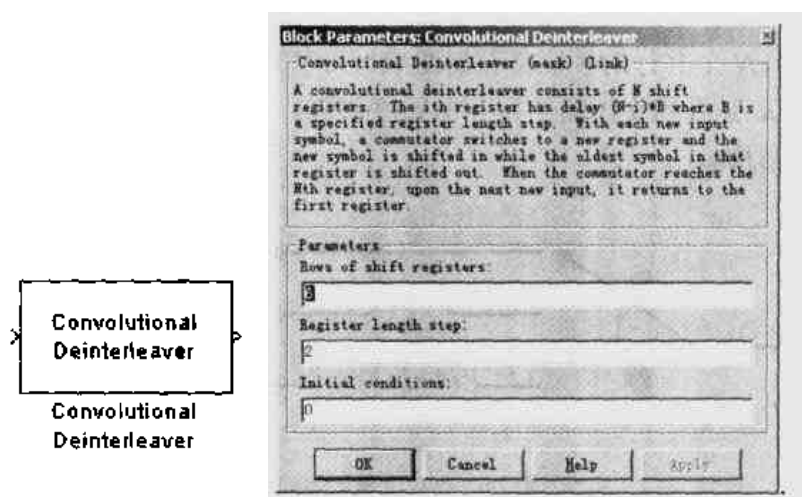 Convolutional
Deinterleaver
Convolutional
Deinterleaver
Block Parameters: Convolutional Deinterleaver
Convolutional Deinterleaver (mask) (link)
A convolutional deinterleaver consists of N shift
registers. The ith register has delay (N-i)*B where B is
a specified register length step. With each new input
symbol, a commutator switches to a new register and the
new symbol is shifted in while the oldest symbol in that
register is shifted out. When the commutator reaches the
Nth register, upon the next new input, it returns to the
first register.
Parameters
Rows of shift registers:
Register length step:
2
Initial conditions:
0
OK Cancel Help Apply